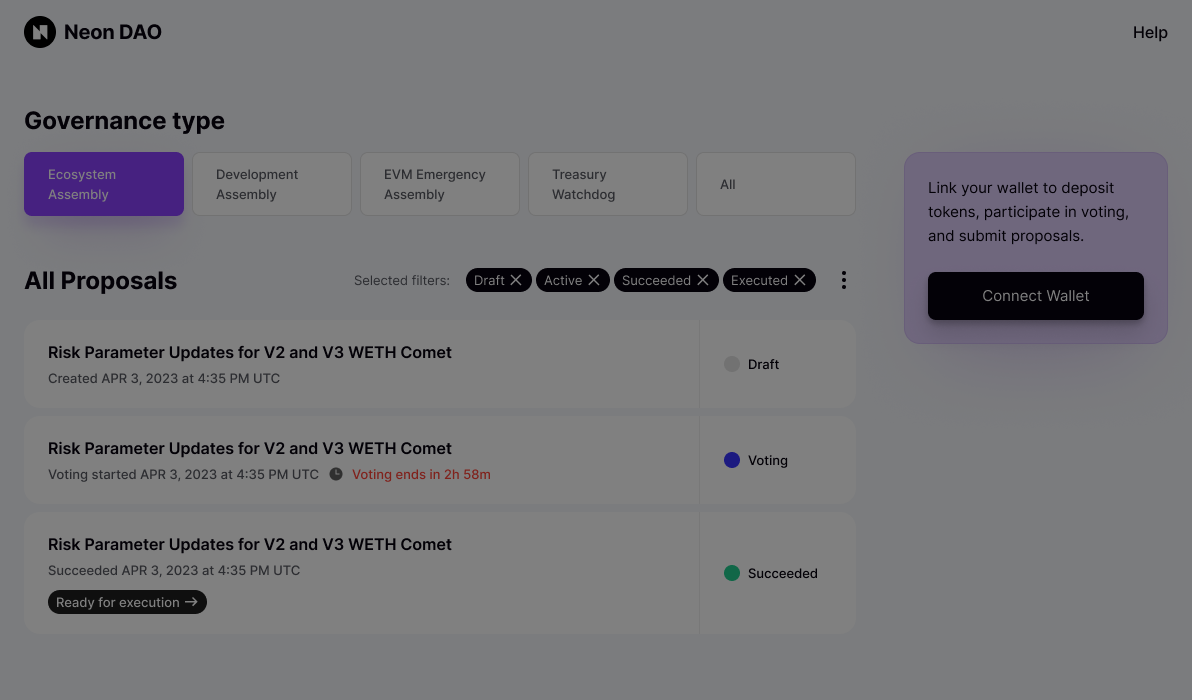 Neon DAO
Help
Governance type
Ecosystem
Assembly
Development
Assembly
EVM Emergency
Assembly
Treasury
Watchdog
All
Link your wallet to deposit
tokens, participate in voting,
and submit proposals.
Connect Wallet
All Proposals
Selected filters:
Draft
Active
Succeeded
Executed
Risk Parameter Updates for V2 and V3 WETH Comet
Created APR 3, 2023 at 4:35 PM UTC
Draft
Risk Parameter Updates for V2 and V3 WETH Comet
Voting started APR 3, 2023 at 4:35 PM UTC
Voting ends in 2h 58m
Voting
Risk Parameter Updates for V2 and V3 WETH Comet
Succeeded APR 3, 2023 at 4:35 PM UTC
Ready for execution →
Succeeded